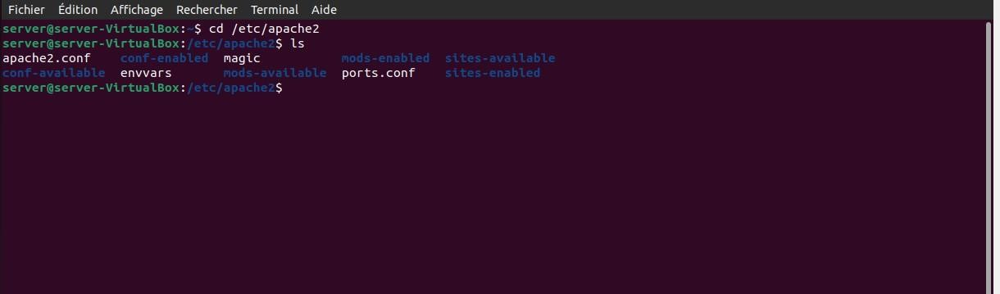 Fichier Édition Affichage Rechercher Terminal Aide
server@server-VirtualBox:~$ cd /etc/apache2
server@server-VirtualBox:/etc/apache2$ ls
apache2.conf conf-enabled magic mods-enabled sites-available
conf-available envvars mods-available ports.conf sites-enabled
server@server-VirtualBox:/etc/apache2$